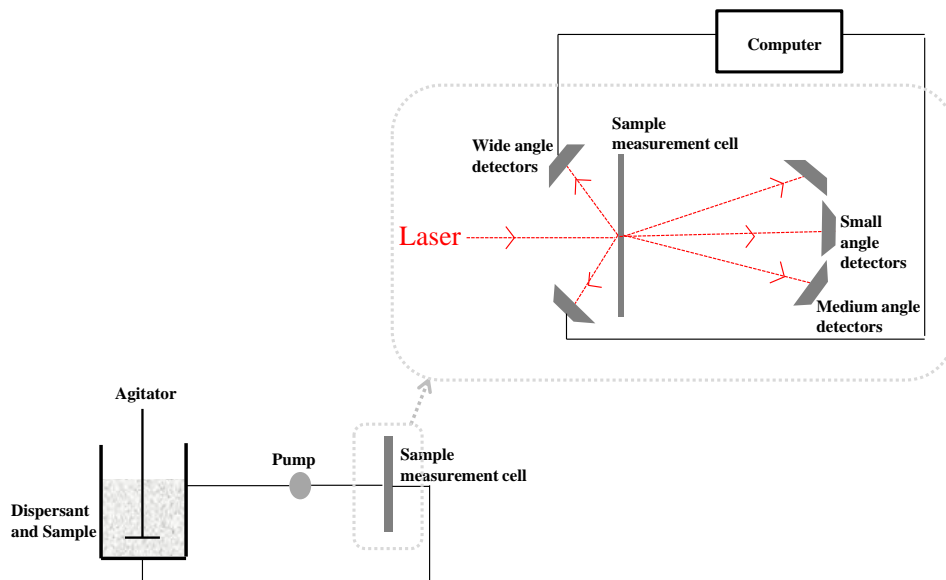 Computer
Sample
measurement cell
Wide angle
detectors
Laser
Small
angle
detectors
Medium angle
detectors
Agitator
Pump
Sample
measurement cell
Dispersant
and Sample